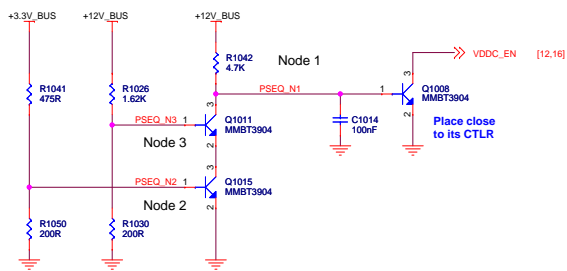 +3.3V_BUS
+12V_BUS
+12V_BUS
R1041
475R
R1026
1.62K
R1042
4.7K
Node 1
VDDC_EN [12,16]
PSEQ_N1
1
3
2
Q1008
MMBT3904
C1014
100nF
Place close
to its CTLR
PSEQ_N3
1
3
2
Q1011
MMBT3904
Node 3
PSEQ_N2
1
3
2
Q1015
MMBT3904
Node 2
R1050
200R
R1030
200R